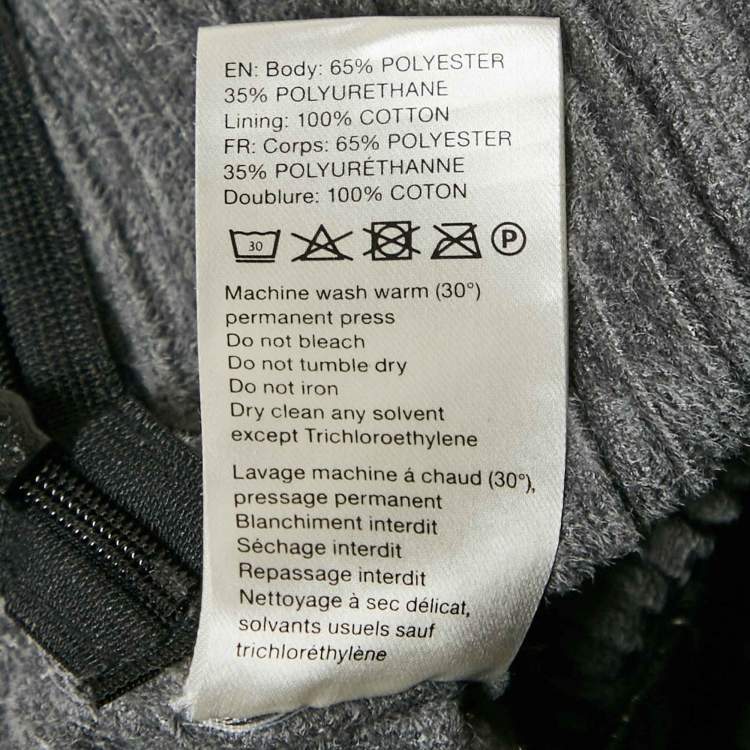 EN: Body: 65% POLYESTER
35% POLYURETHANE
Lining: 100% COTTON
FR: Corps: 65% POLYESTER
35% POLYURÉTHANNE
Doublure: 100% COTON
30 P
Machine wash warm (30°)
permanent press
Do not bleach
Do not tumble dry
Do not iron
Dry clean any solvent
except Trichloroethylene
Lavage machine á chaud (30°),
pressage permanent
Blanchiment interdit
Séchage interdit
Repassage interdit
Nettoyage à sec délicat,
solvants usuels sauf
trichloréthylène